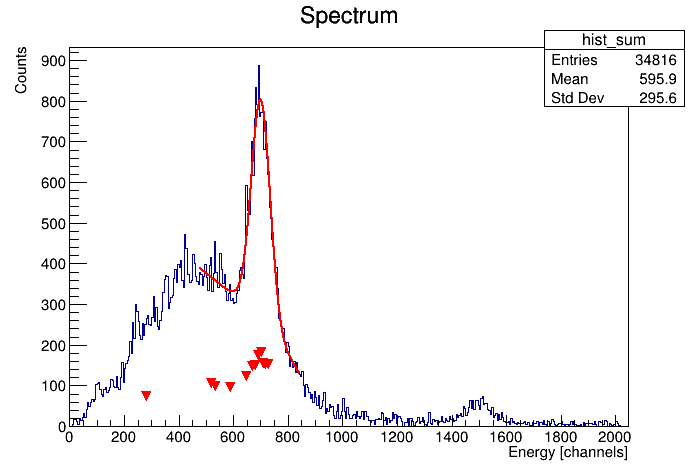 Spectrum
hist_sum
Entries 34816
Mean 595.9
Std Dev 295.6
Counts
900
800
700
600
500
400
300
200
100
0
0 200 400 600 800 1000 1200 1400 1600 1800 2000
Energy [channels]